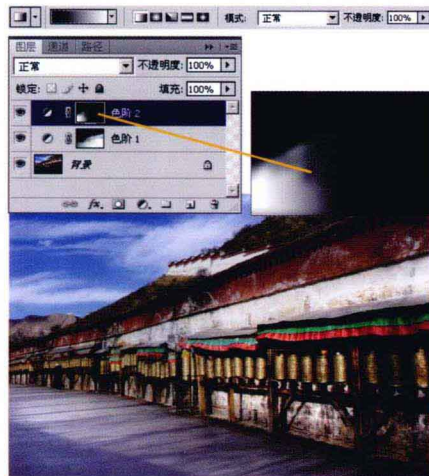 模式: 正常 不透明度: 100%
图层 通道 路径
正常 不透明度: 100%
锁定: 填充: 100%
色阶 2
色阶 1
背景
fx.